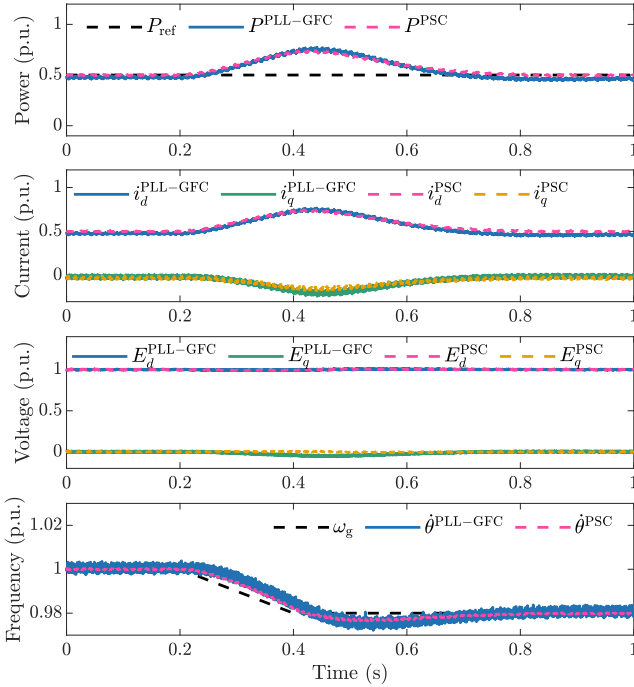 P_ref P^PLL−GFC P^PSC
Power (p.u.)
1
0.5
0
0 0.2 0.4 0.6 0.8 1
i_d^PLL−GFC i_q^PLL−GFC i_d^PSC i_q^PSC
Current (p.u.)
1
0.5
0
0 0.2 0.4 0.6 0.8 1
E_d^PLL−GFC E_q^PLL−GFC E_d^PSC E_q^PSC
Voltage (p.u.)
1
0.5
0
0 0.2 0.4 0.6 0.8 1
ω_g θ̇^PLL−GFC θ̇^PSC
Frequency (p.u.)
1.02
1
0.98
0 0.2 0.4 0.6 0.8 1
Time (s)